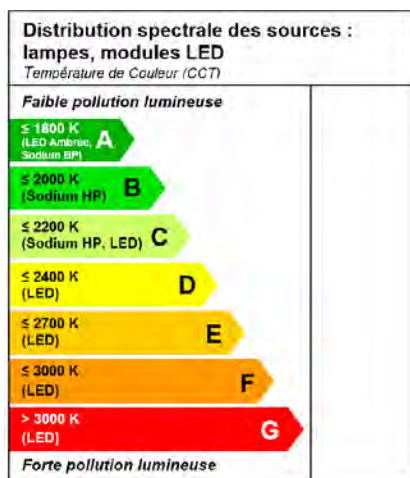 Distribution spectrale des sources :
lampes, modules LED
Température de Couleur (CCT)
Faible pollution lumineuse
≤ 1800 K
(LED Ambrée,
Sodium BP)
A
≤ 2000 K
(Sodium HP)
B
≤ 2200 K
(Sodium HP, LED)
C
≤ 2400 K
(LED)
D
≤ 2700 K
(LED)
E
≤ 3000 K
(LED)
F
> 3000 K
(LED)
G
Forte pollution lumineuse